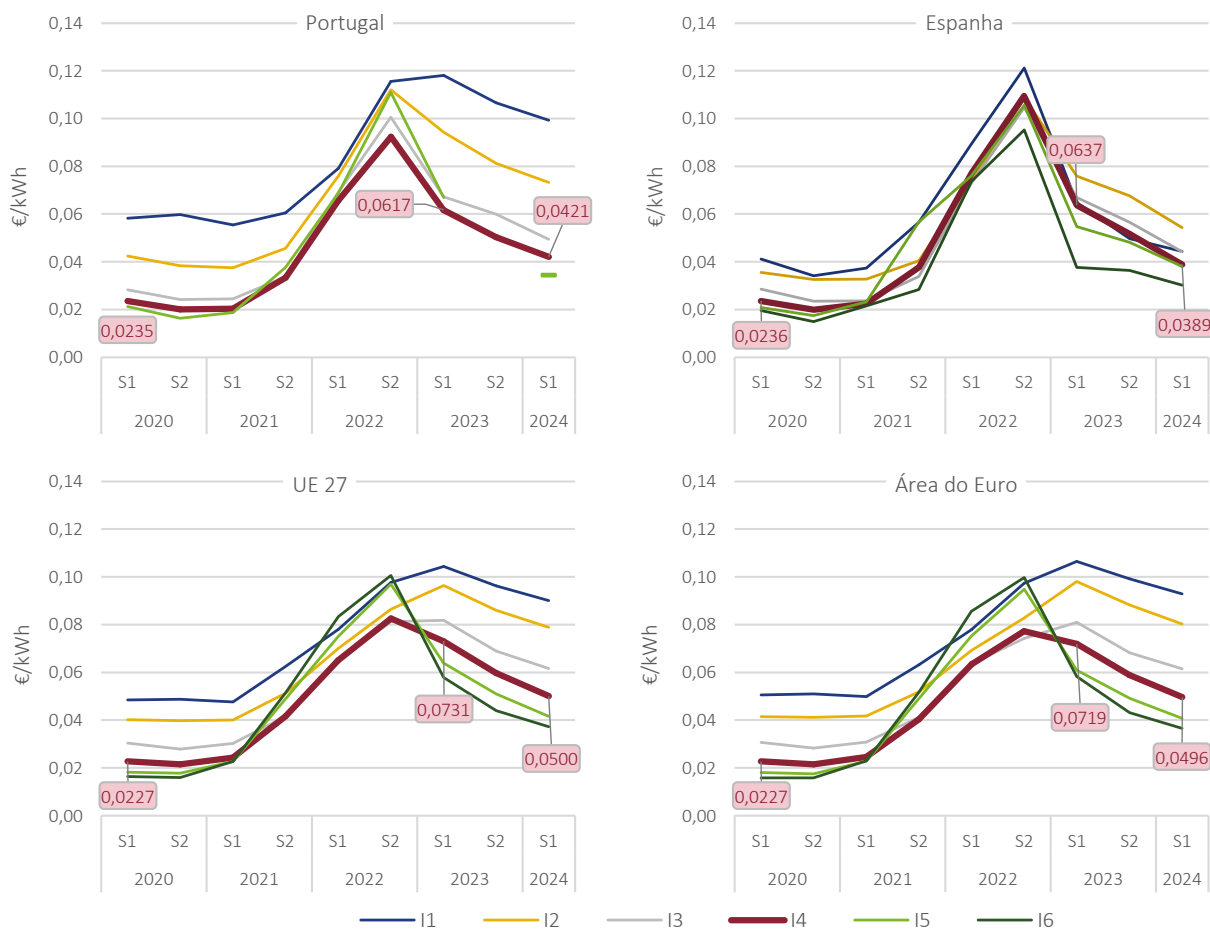 Portugal
0,14
0,12
0,10
0,08
0,06
0,04
0,02
0,00
€/kWh
0,0235
0,0617
0,0421
S1 S2 S1 S2 S1 S2 S1 S2 S1
2020 2021 2022 2023 2024
Espanha
0,14
0,12
0,10
0,08
0,06
0,04
0,02
0,00
€/kWh
0,0236
0,0637
0,0389
S1 S2 S1 S2 S1 S2 S1 S2 S1
2020 2021 2022 2023 2024
UE 27
0,14
0,12
0,10
0,08
0,06
0,04
0,02
0,00
€/kWh
0,0227
0,0731
0,0500
S1 S2 S1 S2 S1 S2 S1 S2 S1
2020 2021 2022 2023 2024
Área do Euro
0,14
0,12
0,10
0,08
0,06
0,04
0,02
0,00
€/kWh
0,0227
0,0719
0,0496
S1 S2 S1 S2 S1 S2 S1 S2 S1
2020 2021 2022 2023 2024
I1 I2 I3 I4 I5 I6